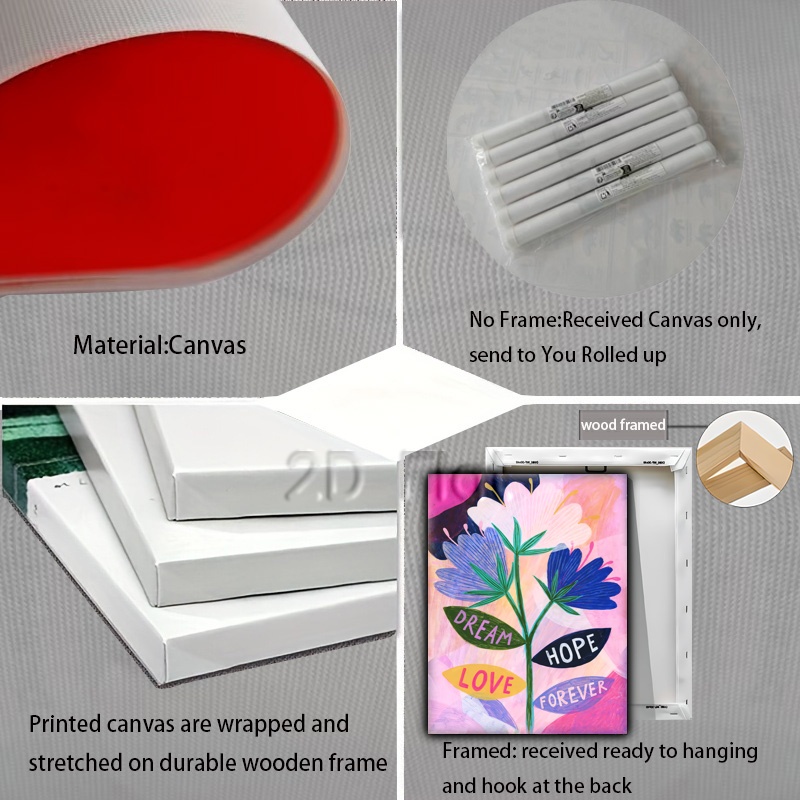 Material:Canvas
No Frame:Received Canvas only,
send to You Rolled up
wood framed
2D
DREAM
HOPE
LOVE
FOREVER
Printed canvas are wrapped and
stretched on durable wooden frame
Framed: received ready to hanging
and hook at the back